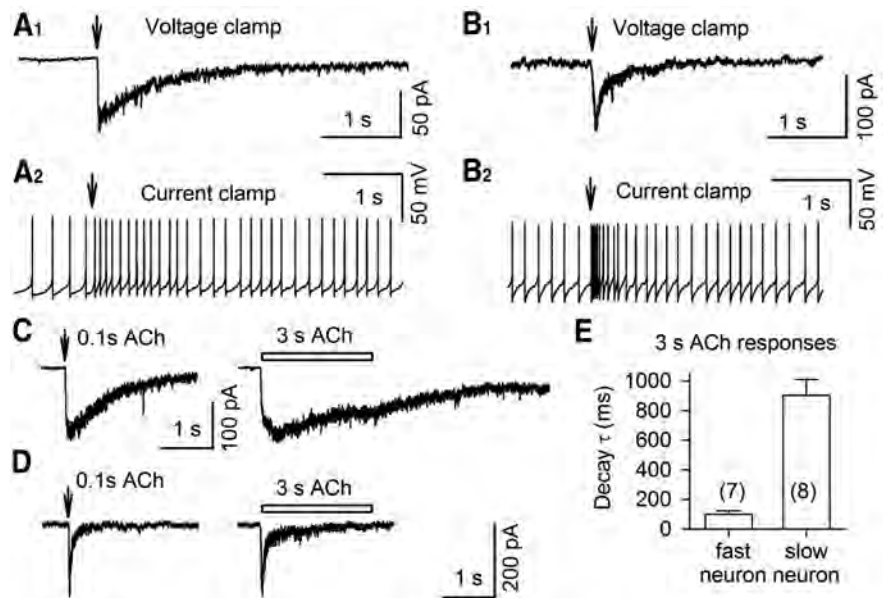 A1 Voltage clamp
1 s
50 pA
B1 Voltage clamp
1 s
100 pA
A2 Current clamp
1 s
50 mV
B2 Current clamp
1 s
50 mV
C 0.1s ACh
3 s ACh
1 s
100 pA
D 0.1s ACh
3 s ACh
1 s
200 pA
E
3 s ACh responses
Decay τ (ms)
1000
800
600
400
200
0
(7)
(8)
fast slow
neuron neuron